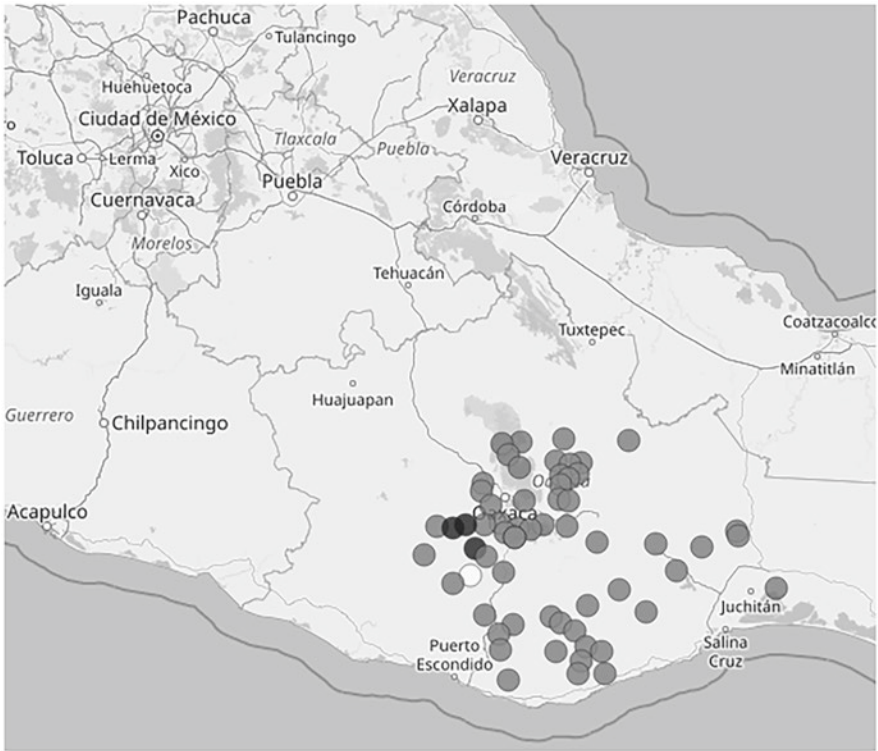 Pachuca
Tulancingo
Huehuetoca
Veracruz
Xalapa
Ciudad de México
Tlaxcala
Puebla
Toluca
Lerma
Xico
Veracruz
Puebla
Cuernavaca
Córdoba
Morelos
Tehuacán
Iguala
Coatzacoalco
Tuxtepec
Minatitlán
Huajuapan
Guerrero
Chilpancingo
Oaxaca
Acapulco
Juchitán
Salina
Cruz
Puerto
Escondido